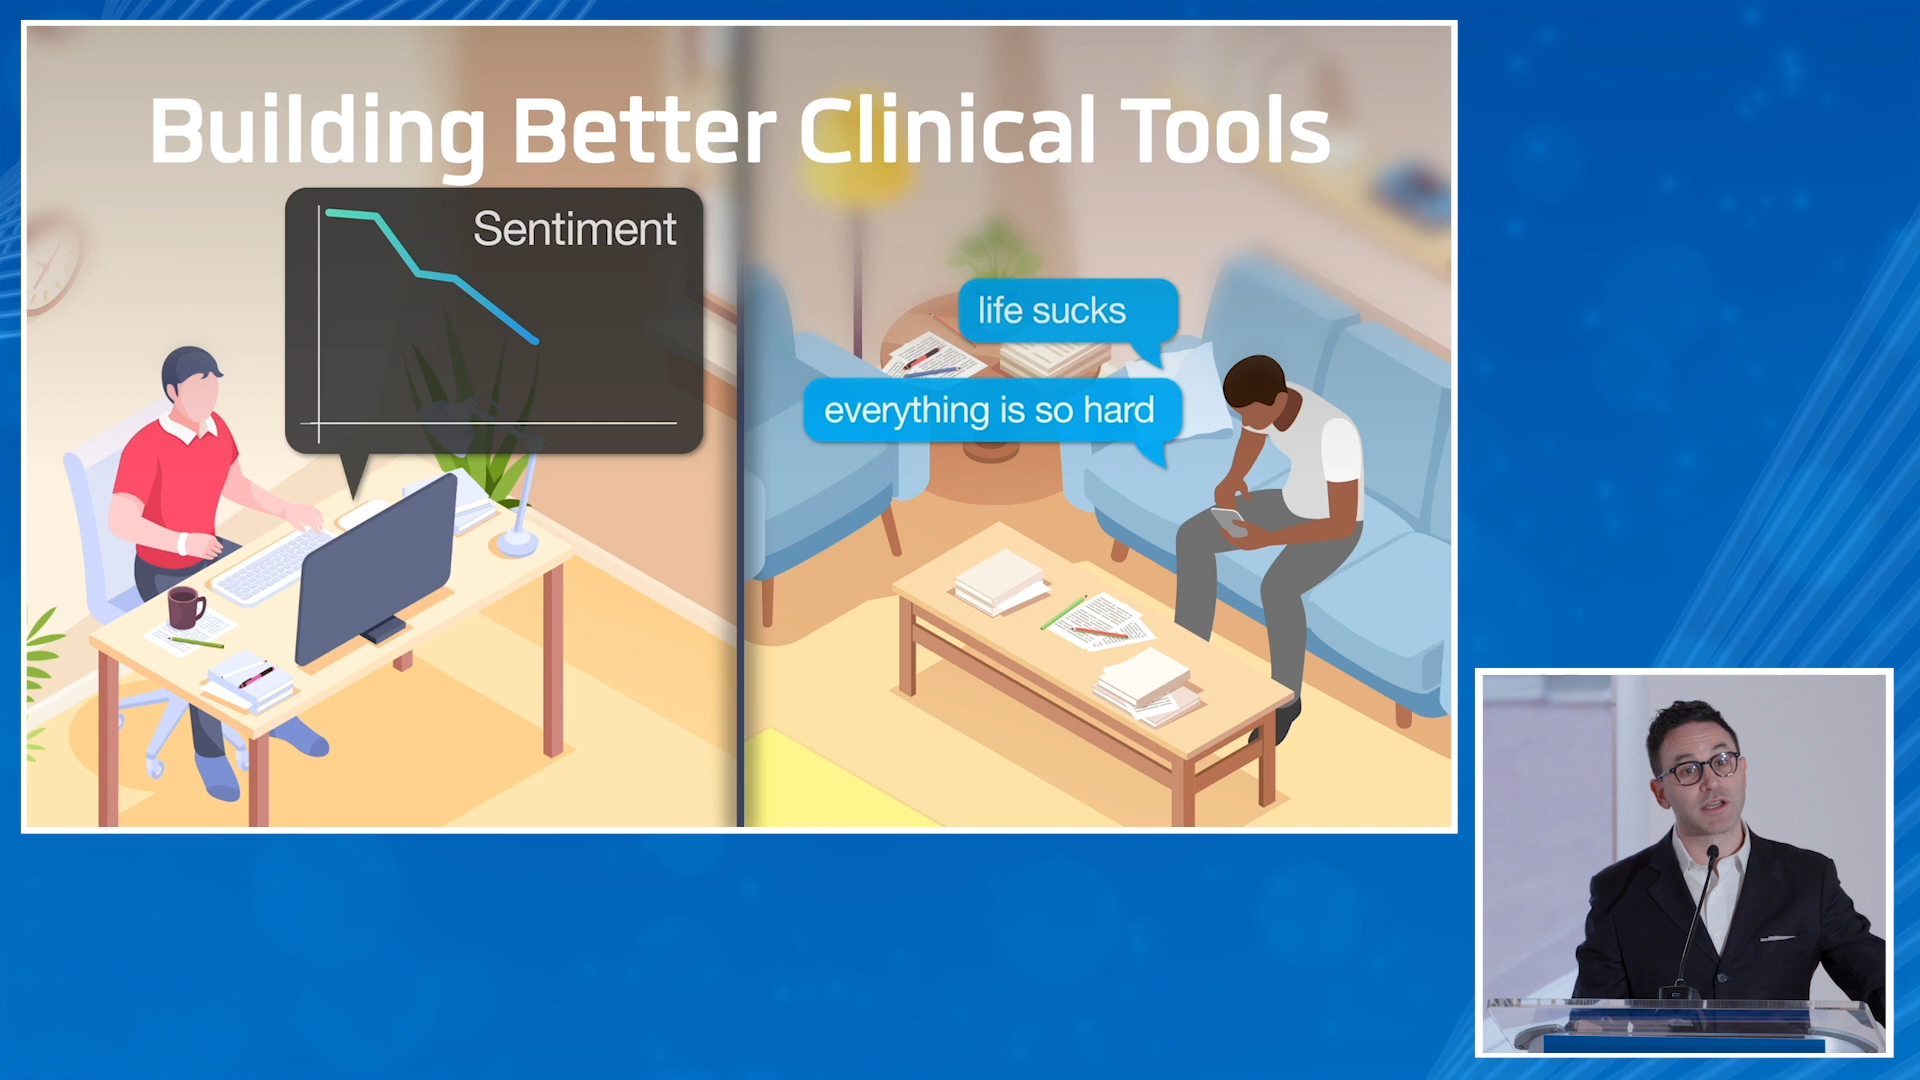 Building Better Clinical Tools
Sentiment
life sucks
everything is so hard